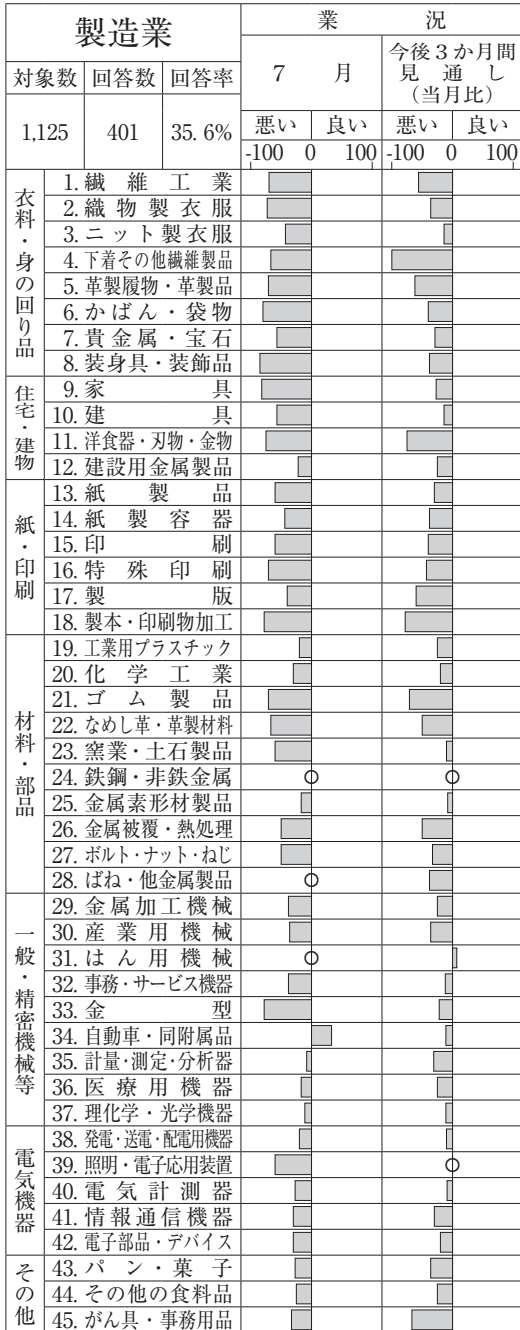 製造業
業 況
対象数 回答数 回答率
7 月
今後３か月間
見通し
（当月比）
1,125 401 35.6%
悪い 良い 悪い 良い
-100 0 100 -100 0 100
衣料・身の回り品
1. 繊維工業
2. 織物製衣服
3. ニット製衣服
4. 下着その他繊維製品
5. 革製履物・革製品
6. かばん・袋物
7. 貴金属・宝石
8. 装身具・装飾品
住宅・建物
9. 家具
10. 建具
11. 洋食器・刃物・金物
12. 建設用金属製品
紙・印刷
13. 紙製品
14. 紙製容器
15. 印刷
16. 特殊印刷
17. 製版
18. 製本・印刷物加工
材料・部品
19. 工業用プラスチック
20. 化学工業
21. ゴム製品
22. なめし革・革製材料
23. 窯業・土石製品
24. 鉄鋼・非鉄金属
25. 金属素形材製品
26. 金属被覆・熱処理
27. ボルト・ナット・ねじ
28. ばね・他金属製品
一般・精密機械等
29. 金属加工機械
30. 産業用機械
31. はん用機械
32. 事務・サービス機器
33. 金型
34. 自動車・同附属品
35. 計量・測定・分析器
36. 医療用機器
37. 理化学・光学機器
電気機器
38. 発電・送電・配電用機器
39. 照明・電子応用装置
40. 電気計測器
41. 情報通信機器
42. 電子部品・デバイス
その他
43. パン・菓子
44. その他の食料品
45. がん具・事務用品